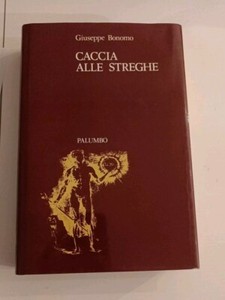 Giuseppe Bonomo
CACCIA
ALLE STREGHE
PALUMBO